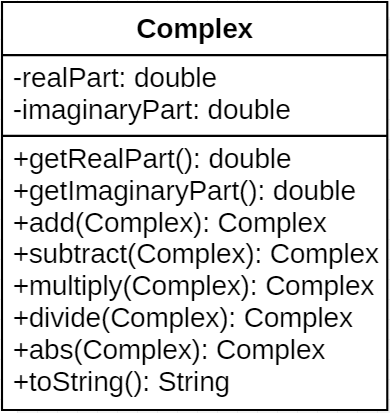 Complex
-realPart: double
-imaginaryPart: double
+getRealPart(): double
+getImaginaryPart(): double
+add(Complex): Complex
+subtract(Complex): Complex
+multiply(Complex): Complex
+divide(Complex): Complex
+abs(Complex): Complex
+toString(): String